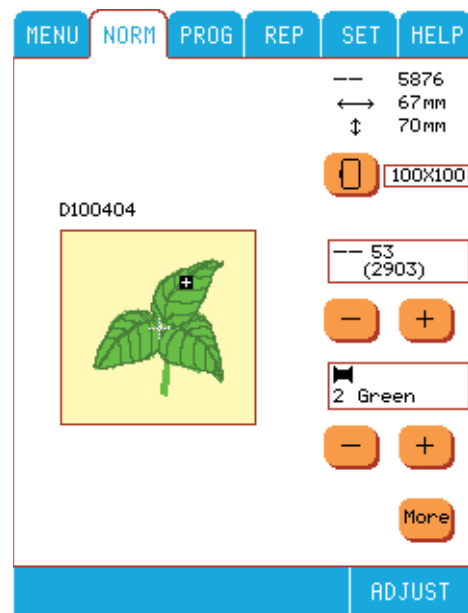 MENU NORM PROG REP SET HELP
-- 5876
↔ 67mm
↕ 70mm
100X100
D100404
-- 53
(2903)
- +
2 Green
- +
More
ADJUST